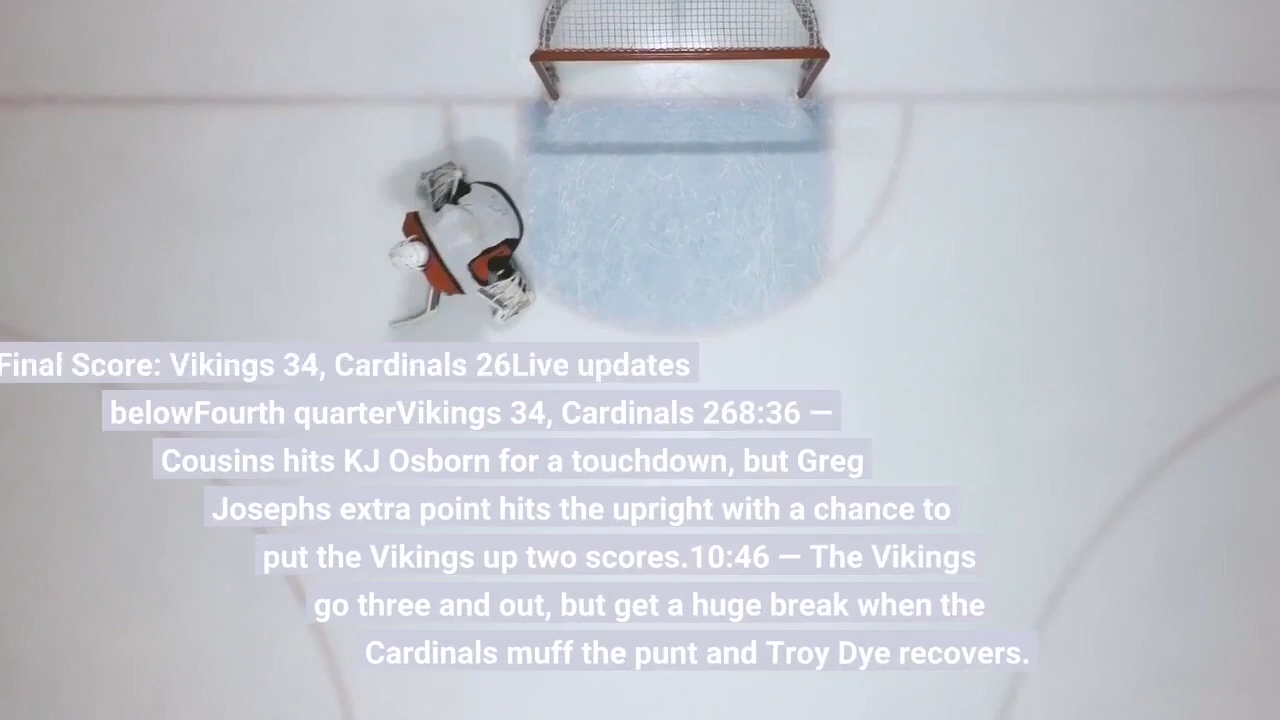 Final Score: Vikings 34, Cardinals 26Live updates
belowFourth quarterVikings 34, Cardinals 268:36 —
Cousins hits KJ Osborn for a touchdown, but Greg
Josephs extra point hits the upright with a chance to
put the Vikings up two scores.10:46 — The Vikings
go three and out, but get a huge break when the
Cardinals muff the punt and Troy Dye recovers.